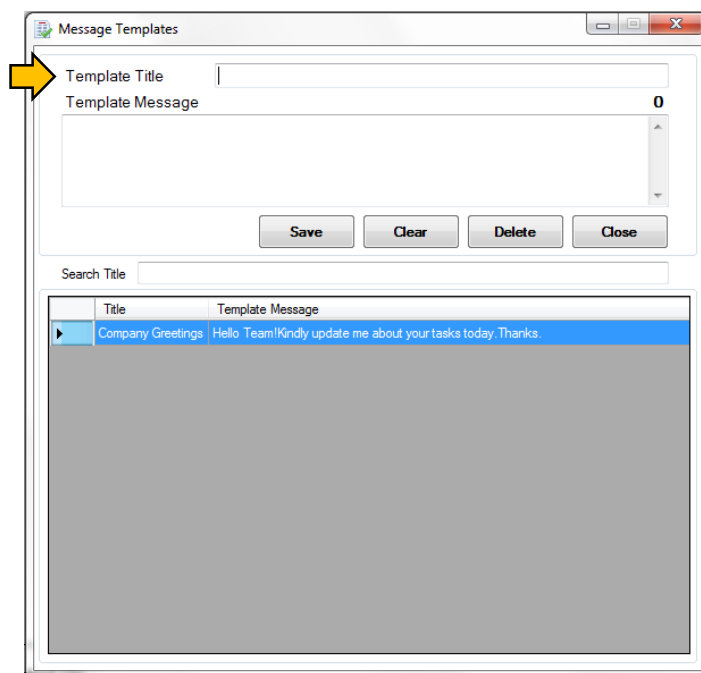 Message Templates
Template Title
Template Message 0
Save Clear Delete Close
Search Title
Title Template Message
Company Greetings Hello Team!Kindly update me about your tasks today.Thanks.